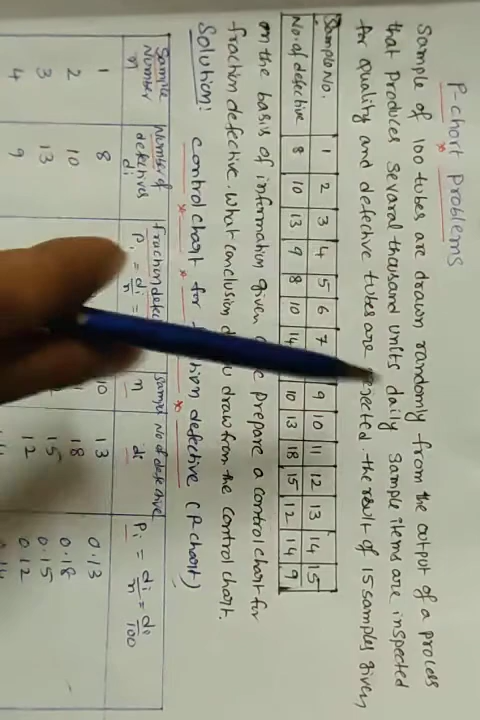 P-chart Problems
Sample of 100 tubes are drawn randomly from the output of a process
that produces sevaral thousand units daily sample items are inspected
for quality and defective tubes are rejected. the result of 15 samples given,
Sample No. 1 2 3 4 5 6 7 9 10 11 12 13 14 15
No. of defective 8 10 13 9 8 10 14 10 13 18 15 12 14 9
on the basis of information given prepare a control chart for
fraction defective. What conclusion you draw from the control chart.
Solution: control chart for defective (P-chart)
Sample Number n Number of defectives di fraction defec Pi = di/n = Sampl n No of defective di Pi = di/n = di/100
1 8 10 13 0.13
2 10 18 0.18
3 13 15 0.15
4 9 12 0.12